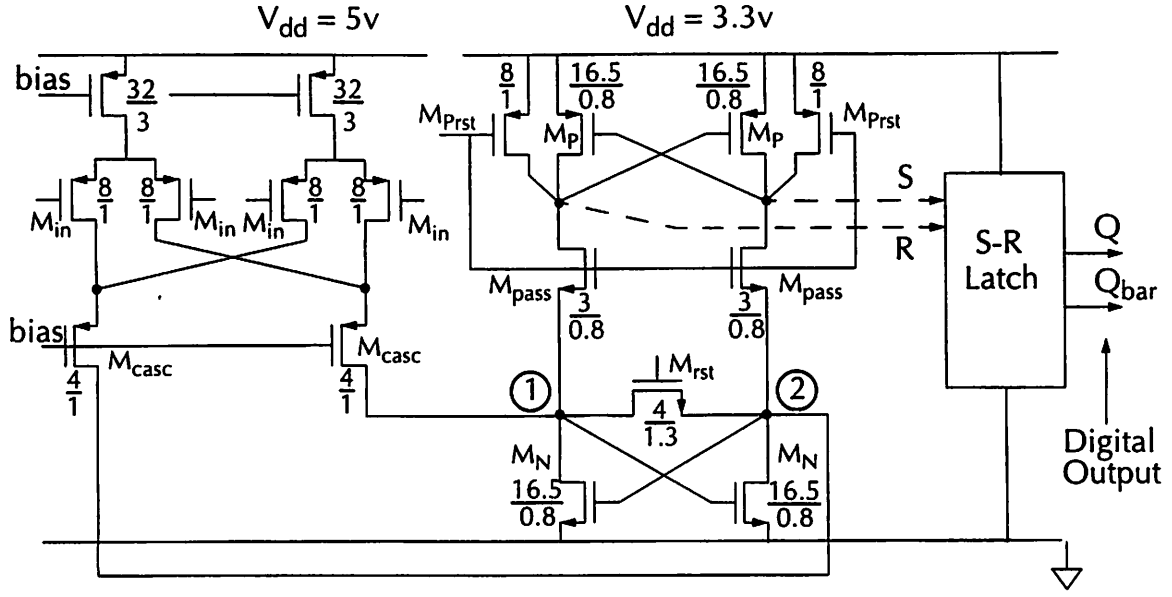 V_dd = 5v
V_dd = 3.3v
bias
32/3
32/3
8/1
16.5/0.8
16.5/0.8
8/1
M_Prst
M_P
M_P
M_Prst
8/1
8/1
8/1
8/1
M_in
M_in
M_in
M_in
S
R
S-R
Latch
Q
Q_bar
M_pass
3/0.8
M_pass
3/0.8
bias
M_casc
4/1
M_casc
4/1
1
M_rst
4/1.3
2
M_N
16.5/0.8
M_N
16.5/0.8
Digital
Output